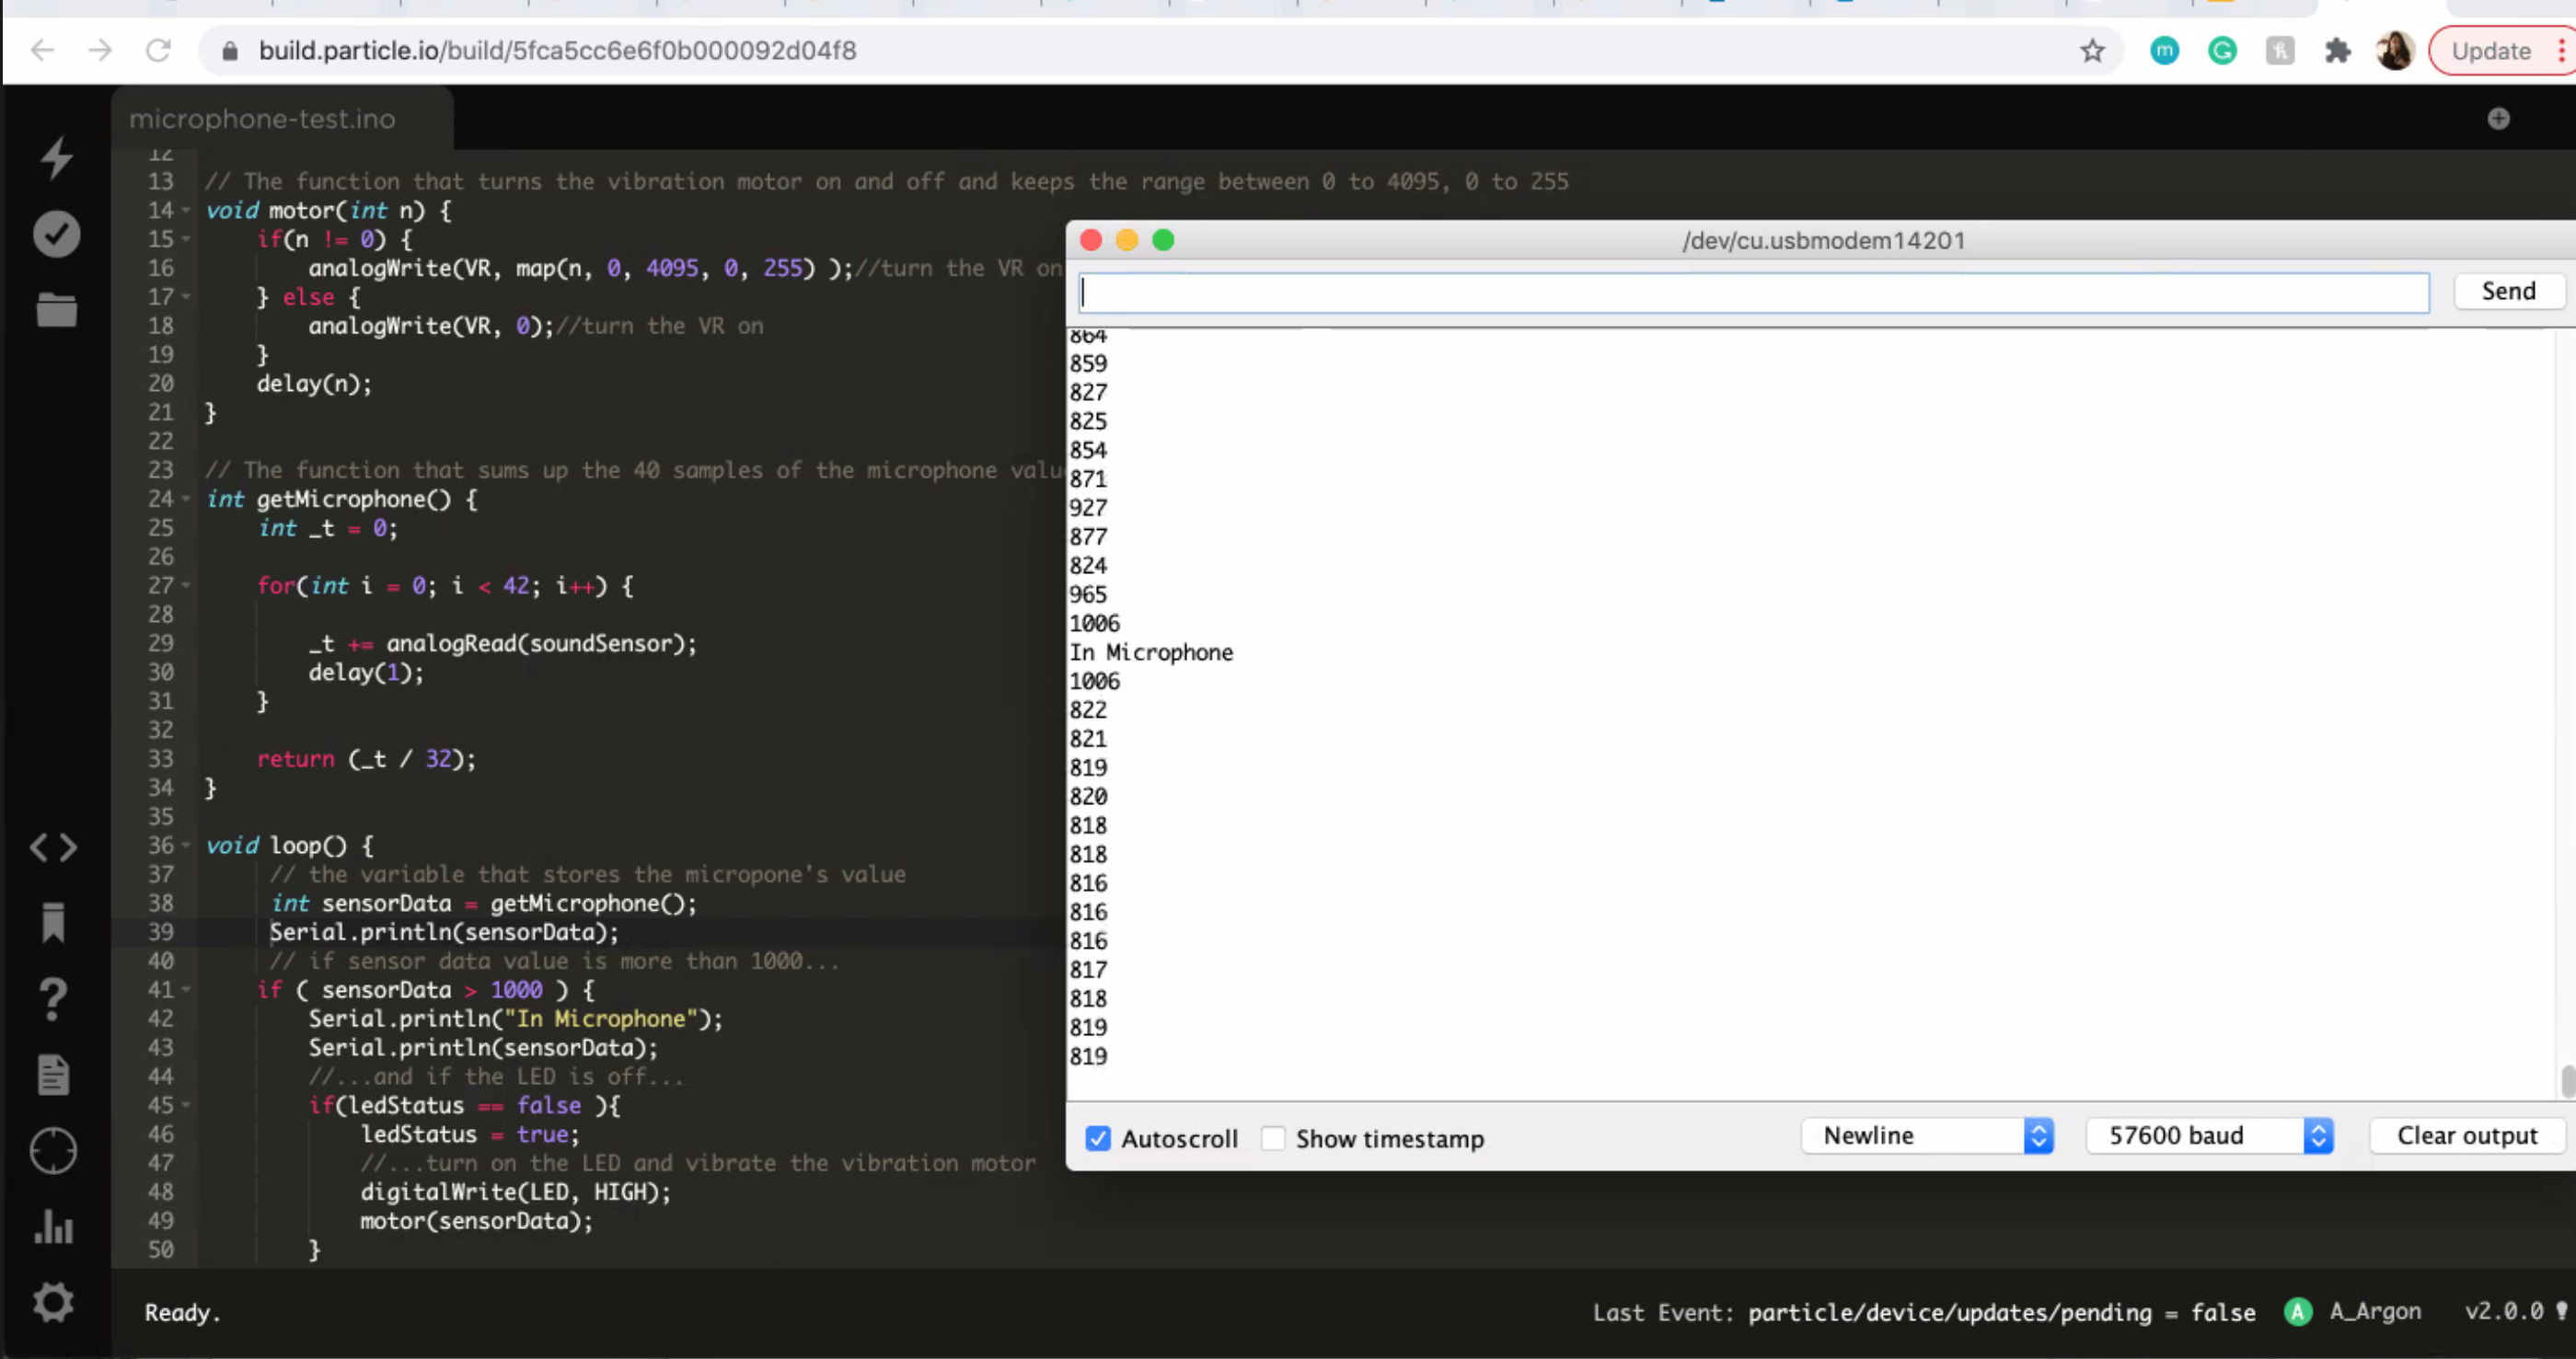 build.particle.io/build/5fca5cc6e6f0b000092d04f8
Update
microphone-test.ino
12
13 // The function that turns the vibration motor on and off and keeps the range between 0 to 4095, 0 to 255
14 void motor(int n) {
15 if(n != 0) {
16 analogWrite(VR, map(n, 0, 4095, 0, 255) );//turn the VR on
17 } else {
18 analogWrite(VR, 0);//turn the VR on
19 }
20 delay(n);
21 }
22
23 // The function that sums up the 40 samples of the microphone valu
24 int getMicrophone() {
25 int _t = 0;
26
27 for(int i = 0; i < 42; i++) {
28
29 _t += analogRead(soundSensor);
30 delay(1);
31 }
32
33 return (_t / 32);
34 }
35
36 void loop() {
37 // the variable that stores the micropone's value
38 int sensorData = getMicrophone();
39 Serial.println(sensorData);
40 // if sensor data value is more than 1000...
41 if ( sensorData > 1000 ) {
42 Serial.println("In Microphone");
43 Serial.println(sensorData);
44 //...and if the LED is off...
45 if(ledStatus == false ){
46 ledStatus = true;
47 //...turn on the LED and vibrate the vibration motor
48 digitalWrite(LED, HIGH);
49 motor(sensorData);
50 }
/dev/cu.usbmodem14201
Send
864
859
827
825
854
871
927
877
824
965
1006
In Microphone
1006
822
821
819
820
818
818
816
816
816
817
818
819
819
Autoscroll Show timestamp Newline 57600 baud Clear output
Ready. Last Event: particle/device/updates/pending = false A A_Argon v2.0.0